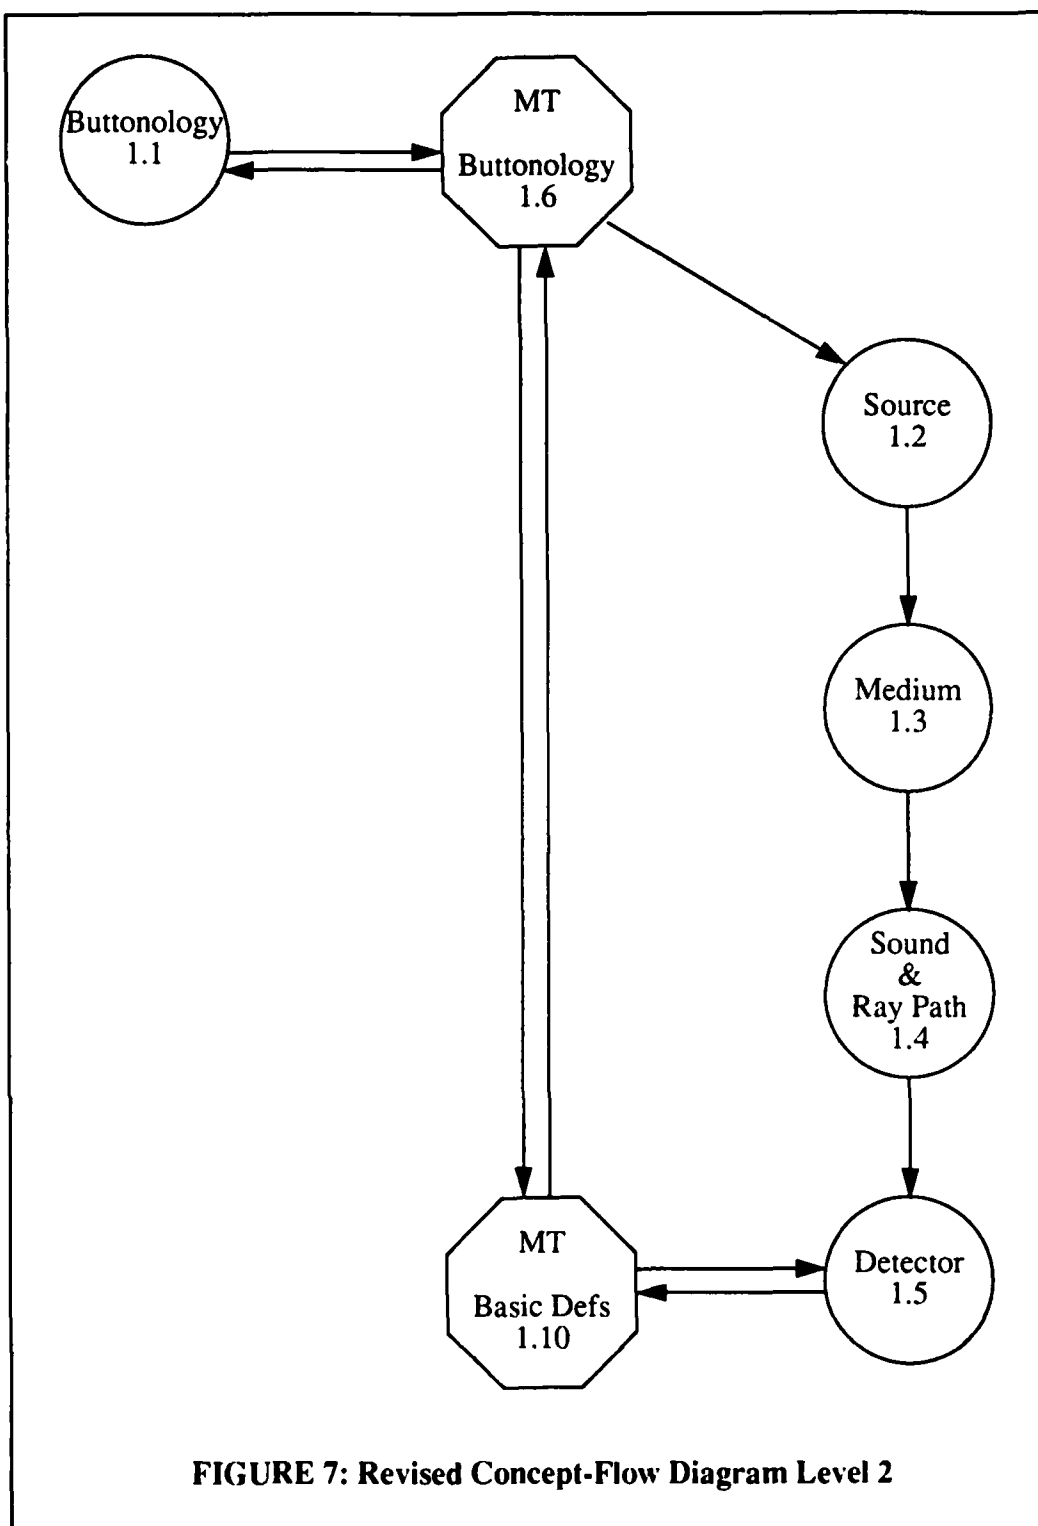 Buttonology
1.1
MT
Buttonology
1.6
Source
1.2
Medium
1.3
Sound
&
Ray Path
1.4
MT
Basic Defs
1.10
Detector
1.5
FIGURE 7: Revised Concept-Flow Diagram Level 2